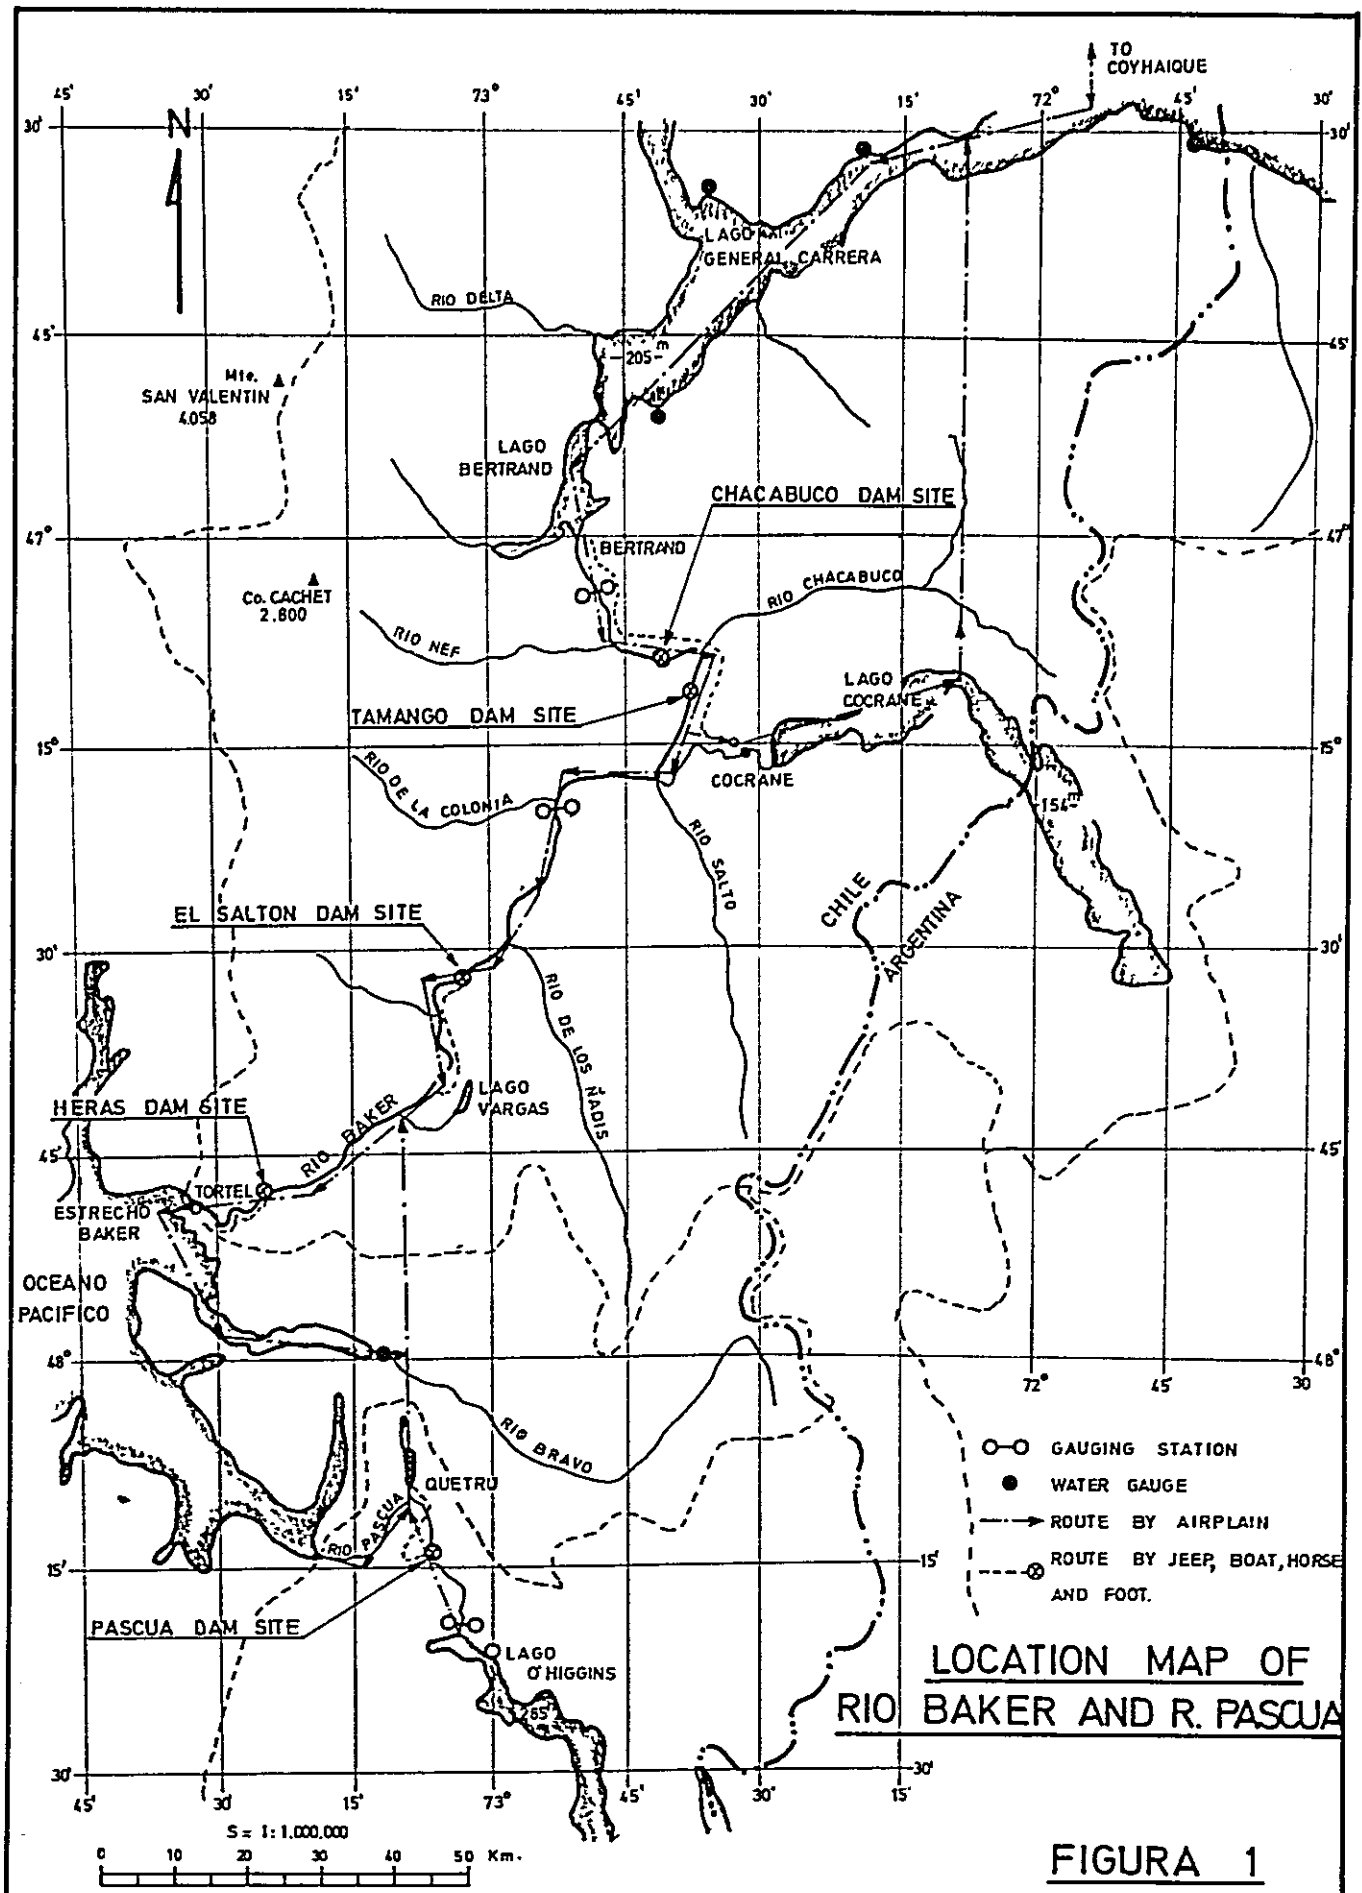 TO
COYHAIQUE
45'
30'
15'
73°
45'
30'
15'
72°
45'
30'
N
30'
30'
LAGO
GENERAL CARRERA
RIO DELTA
45'
45'
205 m
Mte.
SAN VALENTIN
4.058
LAGO
BERTRAND
CHACABUCO DAM SITE
47°
47°
BERTRAND
Co. CACHET
2.800
RIO CHACABUCO
RIO NEF
LAGO
COCRANE
TAMANGO DAM SITE
15°
15°
COCRANE
RIO DE LA COLONIA
154
RIO SALTO
CHILE
ARGENTINA
EL SALTON DAM SITE
30'
30'
RIO DE LOS ÑADIS
LAGO
VARGAS
HERAS DAM SITE
RIO BAKER
45'
45'
TORTEL
ESTRECHO
BAKER
OCEANO
PACIFICO
48°
48°
72°
45'
30
RIO BRAVO
QUETRU
RIO PASCUA
GAUGING STATION
WATER GAUGE
ROUTE BY AIRPLAIN
ROUTE BY JEEP, BOAT, HORSE
AND FOOT.
15'
15'
PASCUA DAM SITE
LAGO
O'HIGGINS
265
LOCATION MAP OF
RIO BAKER AND R. PASCUA
30'
30'
45'
30'
15'
73°
45'
30'
15'
S = 1:1.000.000
0 10 20 30 40 50 Km.
FIGURA 1